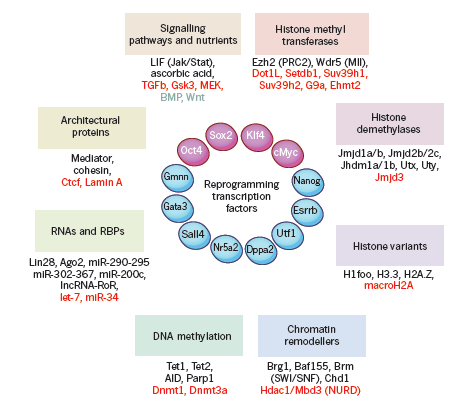 Signalling
pathways and nutrients
LIF (Jak/Stat),
ascorbic acid,
TGFb, Gsk3, MEK,
BMP, Wnt
Histone methyl
transferases
Ezh2 (PRC2), Wdr5 (Mll),
Dot1L, Setdb1, Suv39h1,
Suv39h2, G9a, Ehmt2
Architectural
proteins
Mediator,
cohesin,
Ctcf, Lamin A
Histone
demethylases
Jmjd1a/b, Jmjd2b/2c,
Jhdm1a/1b, Utx, Uty,
Jmjd3
Reprogramming
transcription
factors
Oct4
Sox2
Klf4
cMyc
Nanog
Esrrb
Utf1
Dppa2
Nr5a2
Sall4
Gata3
Gmnn
RNAs and RBPs
Lin28, Ago2, miR-290-295
miR-302-367, miR-200c,
lncRNA-RoR,
let-7, miR-34
Histone variants
H1foo, H3.3, H2A.Z,
macroH2A
DNA methylation
Tet1, Tet2,
AID, Parp1
Dnmt1, Dnmt3a
Chromatin
remodellers
Brg1, Baf155, Brm
(SWI/SNF), Chd1
Hdac1/Mbd3 (NURD)